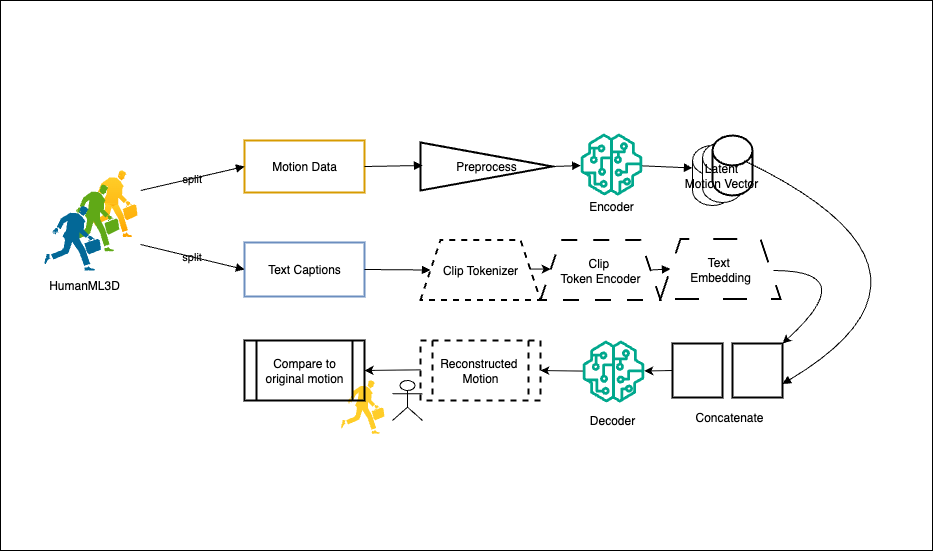 split
Motion Data
Preprocess
Encoder
Latent
Motion Vector
HumanML3D
split
Text Captions
Clip Tokenizer
Clip
Token Encoder
Text
Embedding
Compare to
original motion
Reconstructed
Motion
Decoder
Concatenate